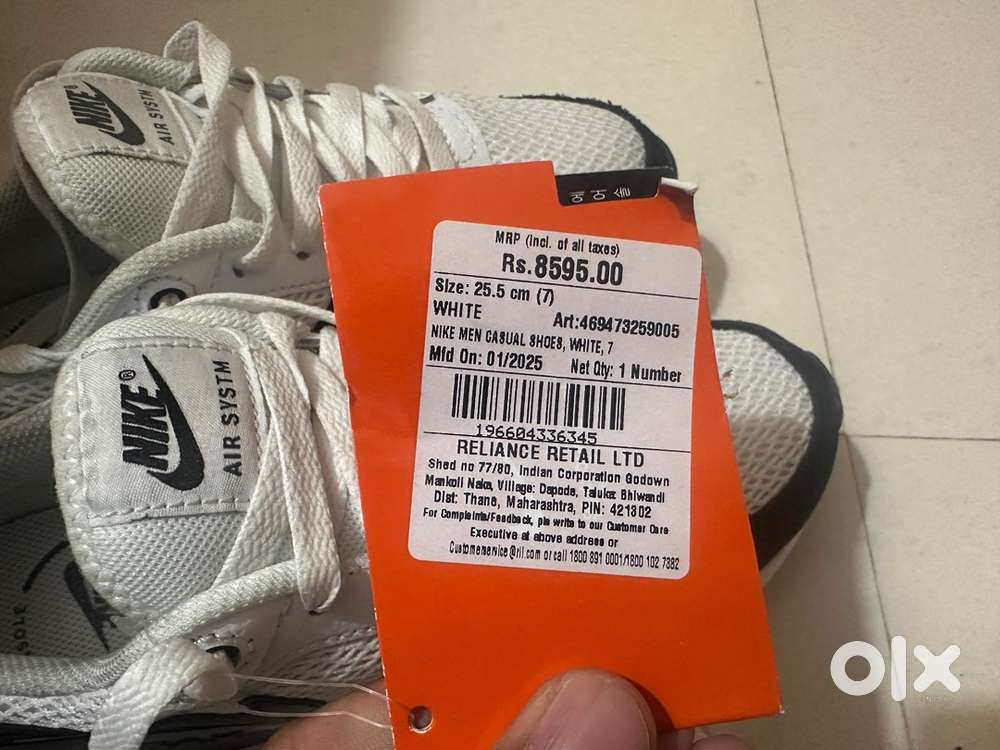 NIKE®
AIR SYSTM
NIKE®
AIR SYSTM
에어솔
MRP (Incl. of all taxes)
Rs.8595.00
Size: 25.5 cm (7)
WHITE Art:469473259005
NIKE MEN CASUAL SHOES, WHITE, 7
Mfd On: 01/2025 Net Qty: 1 Number
196604336345
RELIANCE RETAIL LTD
Shed no 77/80, Indian Corporation Godown
Mankoli Naka, Village: Dapode, Taluka: Bhiwandi
Dist: Thane, Maharashtra, PIN: 421302
For Complaints/Feedback, pls write to our Customer Care
Executive at above address or
Customerservice@ril.com or call 1800 891 0001/1800 102 7382
SOLE
olx